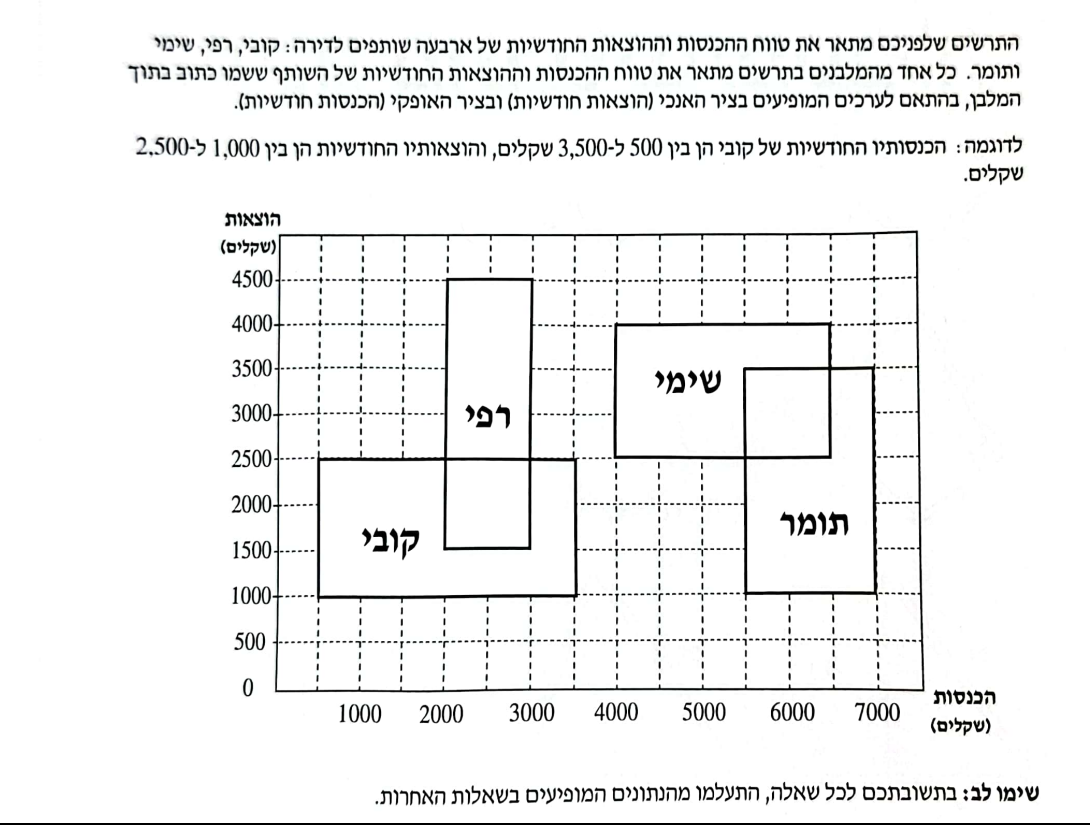 התרשים שלפניכם מתאר את טווח ההכנסות וההוצאות החודשיות של ארבעה שותפים לדירה: קובי, רפי, שימי
ותומר. כל אחד מהמלבנים בתרשים מתאר את טווח ההכנסות וההוצאות החודשיות של השותף ששמו כתוב בתוך
המלבן, בהתאם לערכים המופיעים בציר האנכי (הוצאות חודשיות) ובציר האופקי (הכנסות חודשיות).
לדוגמה: הכנסותיו החודשיות של קובי הן בין 500 ל-3,500 שקלים, והוצאותיו החודשיות הן בין 1,000 ל-2,500
שקלים.
הוצאות
(שקלים)
4500
4000
3500
3000
2500
2000
1500
1000
500
0
שימי
רפי
תומר
קובי
1000 2000 3000 4000 5000 6000 7000
הכנסות
(שקלים)
שימו לב: בתשובתכם לכל שאלה, התעלמו מהנתונים המופיעים בשאלות האחרות.